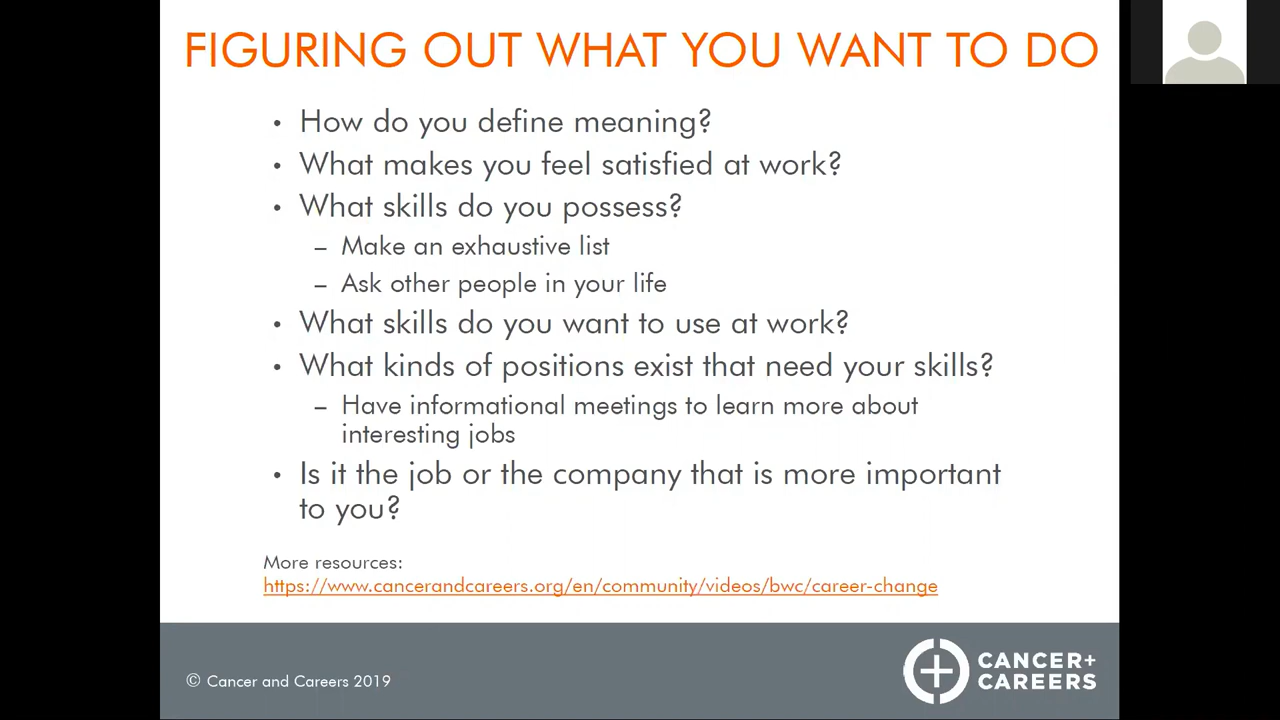 FIGURING OUT WHAT YOU WANT TO DO
• How do you define meaning?
• What makes you feel satisfied at work?
• What skills do you possess?
– Make an exhaustive list
– Ask other people in your life
• What skills do you want to use at work?
• What kinds of positions exist that need your skills?
– Have informational meetings to learn more about
interesting jobs
• Is it the job or the company that is more important
to you?
More resources:
https://www.cancerandcareers.org/en/community/videos/bwc/career-change
© Cancer and Careers 2019
CANCER+
CAREERS